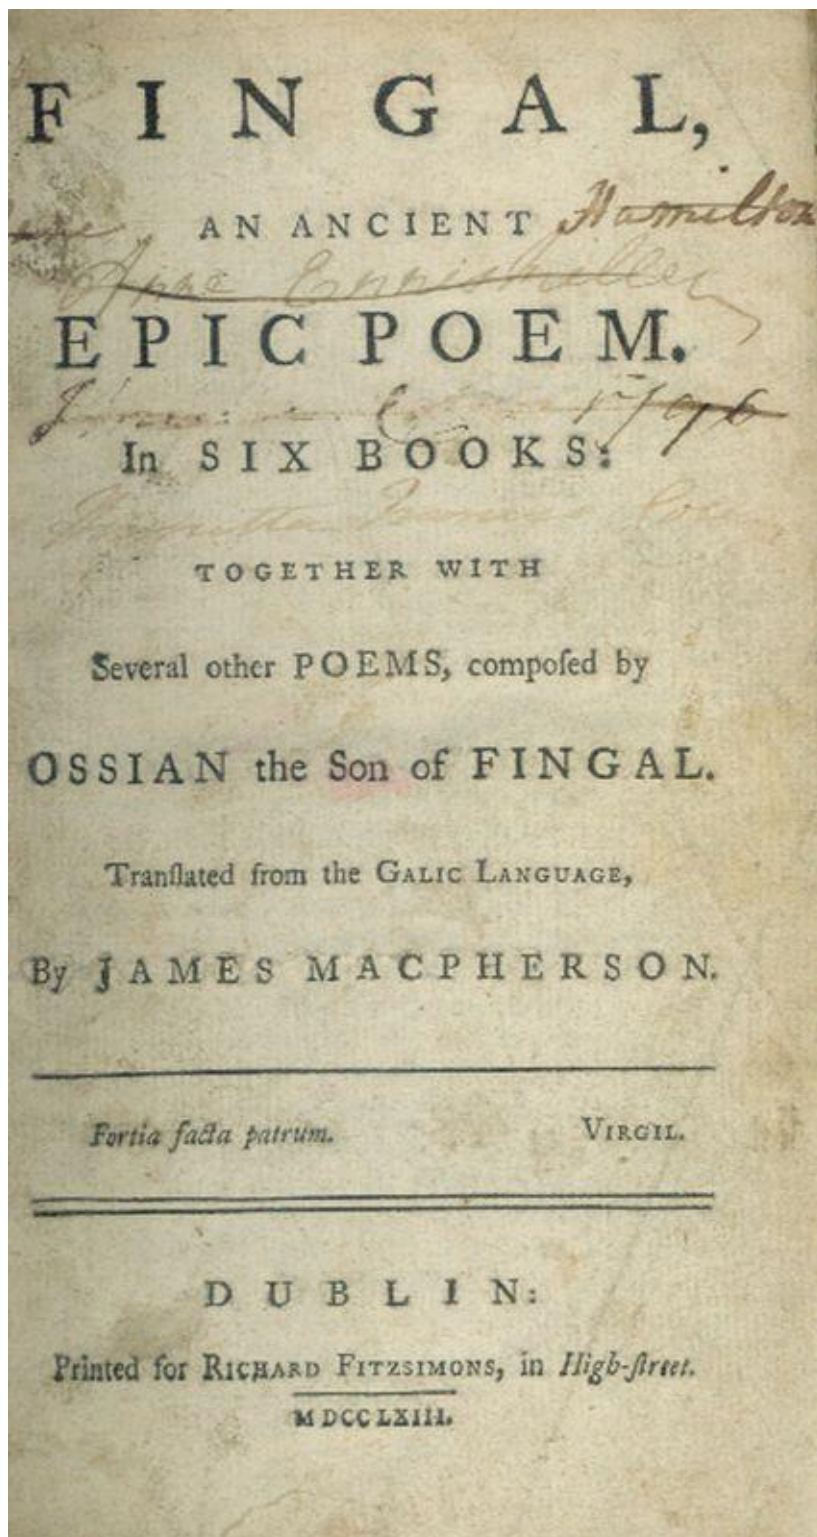 FINGAL,
AN ANCIENT Hamilton
Anne
EPIC POEM.
1796
In SIX BOOKS:
TOGETHER WITH
Several other POEMS, compoſed by
OSSIAN the Son of FINGAL.
Tranſlated from the GALIC LANGUAGE,
By JAMES MACPHERSON.
Fortia facta patrum. VIRGIL.
DUBLIN:
Printed for RICHARD FITZSIMONS, in High-ſtreet.
MDCCLXIII.